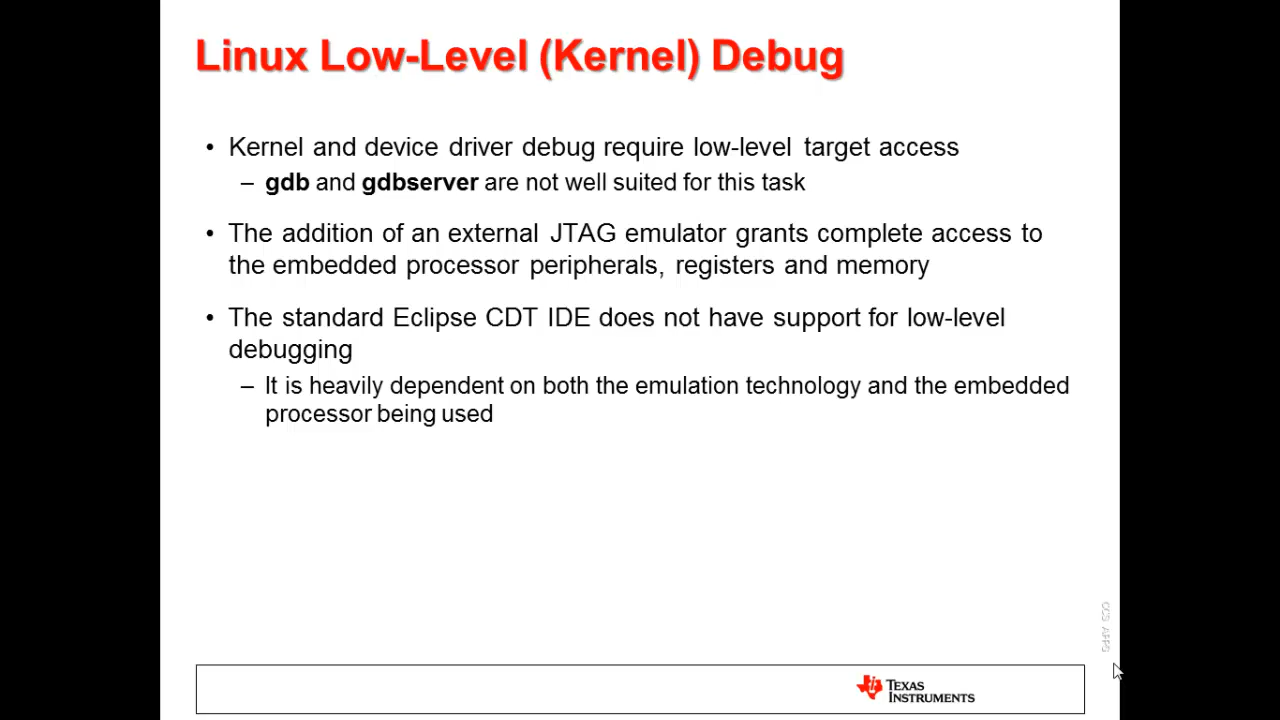 Linux Low-Level (Kernel) Debug
• Kernel and device driver debug require low-level target access
– gdb and gdbserver are not well suited for this task
• The addition of an external JTAG emulator grants complete access to
the embedded processor peripherals, registers and memory
• The standard Eclipse CDT IDE does not have support for low-level
debugging
– It is heavily dependent on both the emulation technology and the embedded
processor being used
CCS APPS
TEXAS
INSTRUMENTS